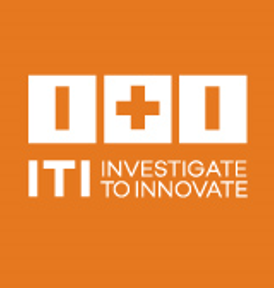 I+I
ITI INVESTIGATE
TO INNOVATE